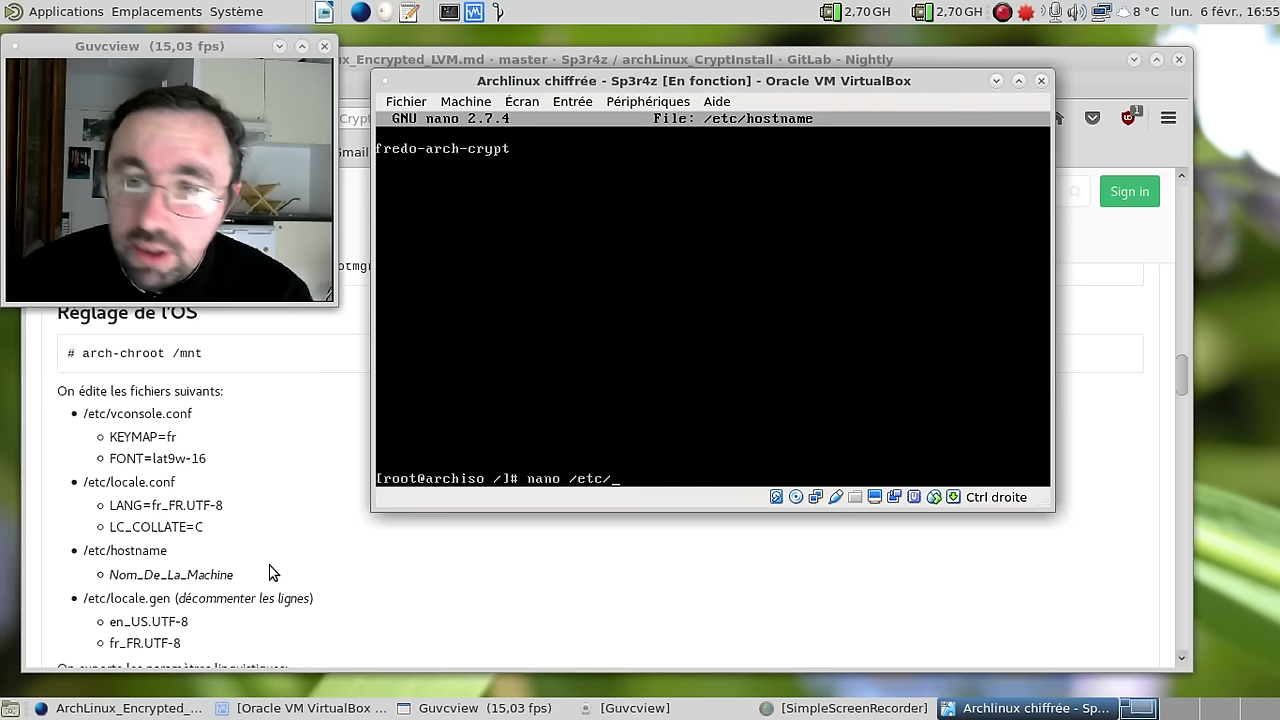 Applications Emplacements Système
2,70 GH 2,70 GH 8 °C lun. 6 févr., 16:55
Guvcview (15,03 fps)
x_Encrypted_LVM.md · master · Sp3r4z / archLinux_CryptInstall · GitLab - Nightly
Archlinux chiffrée - Sp3r4z [En fonction] - Oracle VM VirtualBox
Fichier Machine Écran Entrée Périphériques Aide
GNU nano 2.7.4 File: /etc/hostname
Crypt
1
Gmail
fredo-arch-crypt
Sign in
otmgr
Réglage de l'OS
# arch-chroot /mnt
On édite les fichiers suivants:
/etc/vconsole.conf
KEYMAP=fr
FONT=lat9w-16
/etc/locale.conf
[root@archiso /]# nano /etc/_
Ctrl droite
LANG=fr_FR.UTF-8
LC_COLLATE=C
/etc/hostname
Nom_De_La_Machine
/etc/locale.gen (décommenter les lignes)
en_US.UTF-8
fr_FR.UTF-8
ArchLinux_Encrypted_... [Oracle VM VirtualBox ... Guvcview (15,03 fps) [Guvcview] [SimpleScreenRecorder] Archlinux chiffrée - Sp...